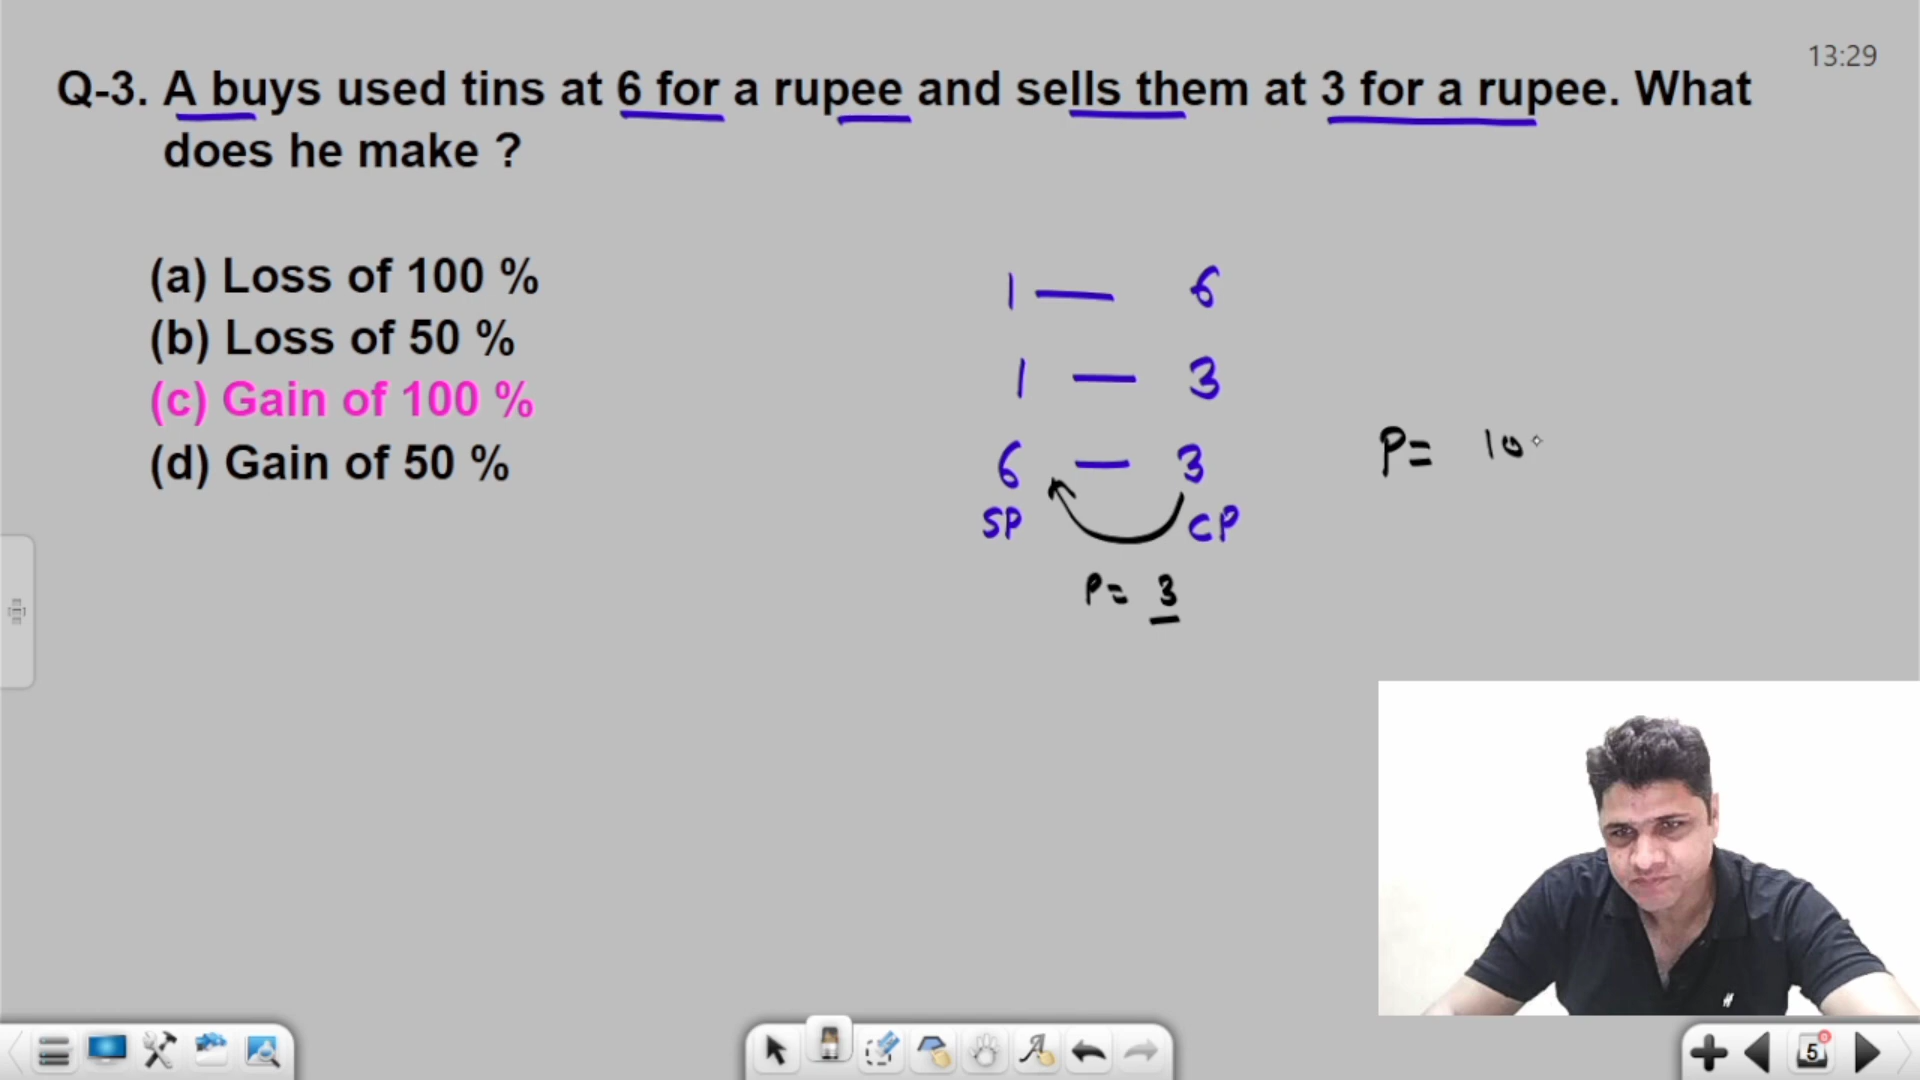 13:29
Q-3. A buys used tins at 6 for a rupee and sells them at 3 for a rupee. What
does he make ?
(a) Loss of 100 %
(b) Loss of 50 %
(c) Gain of 100 %
(d) Gain of 50 %
1 — 6
1 — 3
6 — 3
SP CP
P= 3
P= 10
5